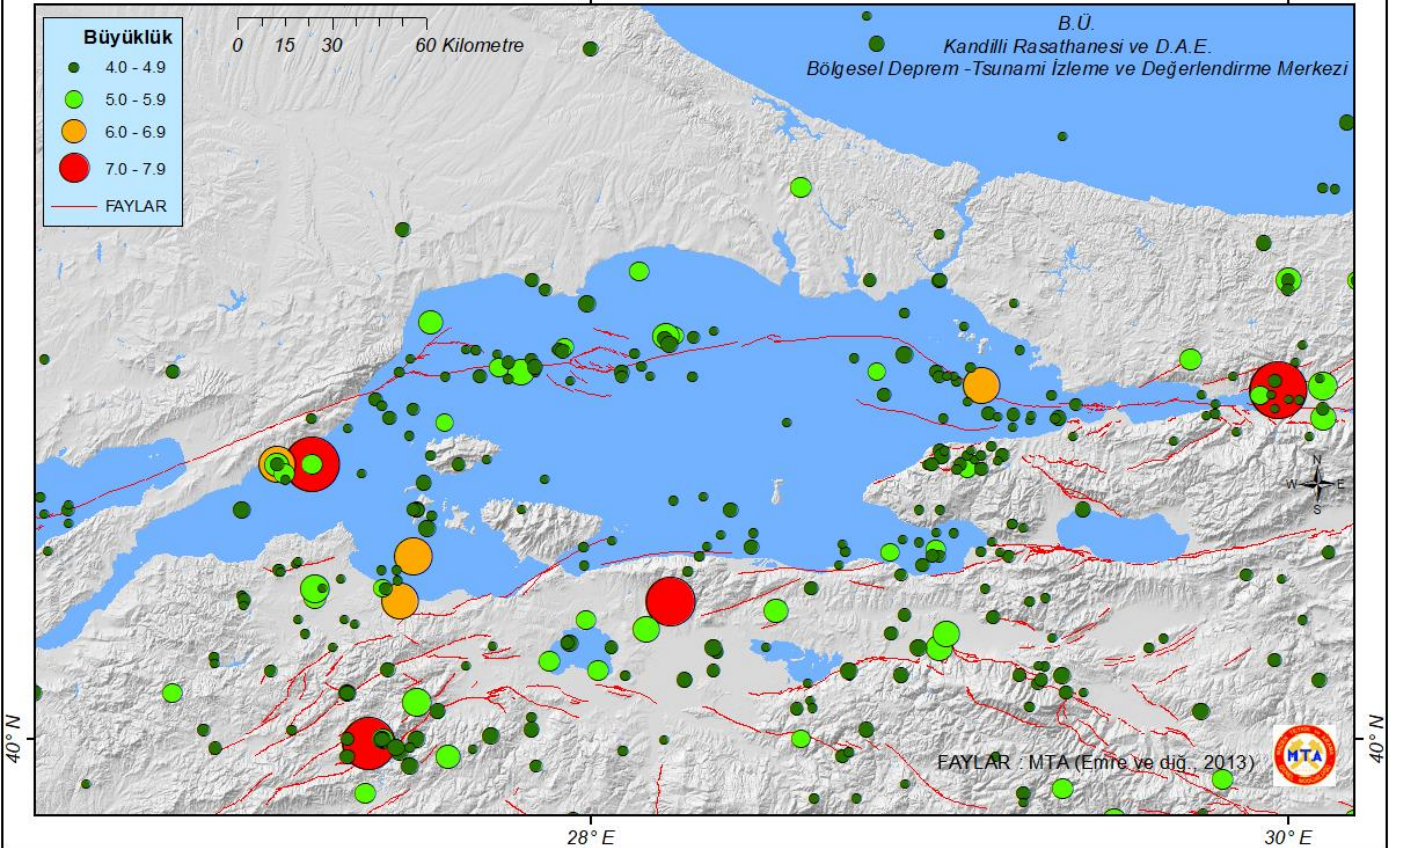 Büyüklük
4.0 - 4.9
5.0 - 5.9
6.0 - 6.9
7.0 - 7.9
FAYLAR
0 15 30 60 Kilometre
B.Ü.
Kandilli Rasathanesi ve D.A.E.
Bölgesel Deprem -Tsunami İzleme ve Değerlendirme Merkezi
N
W E
S
40° N
40° N
FAYLAR : MTA (Emre ve diğ., 2013)
MTA
28° E
30° E